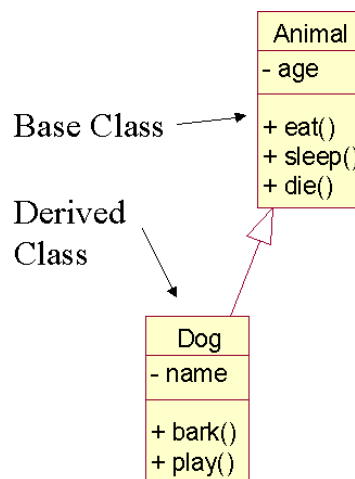 Animal
- age
+ eat()
+ sleep()
+ die()
Base Class
Derived
Class
Dog
- name
+ bark()
+ play()